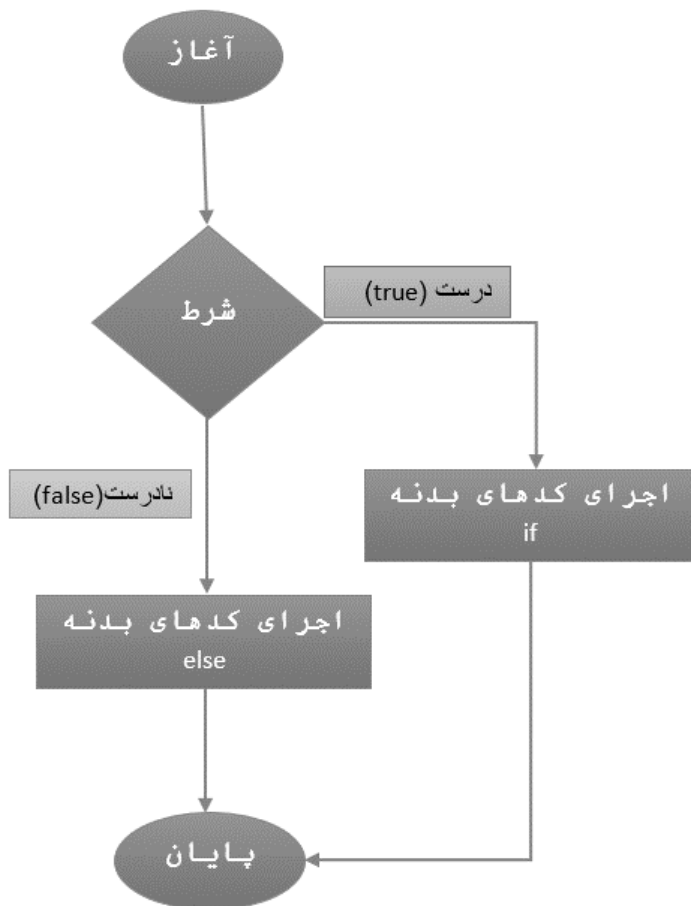 آغاز
شرط
درست (true)
نادرست(false)
اجرای کدهای بدنه
if
اجرای کدهای بدنه
else
پایان